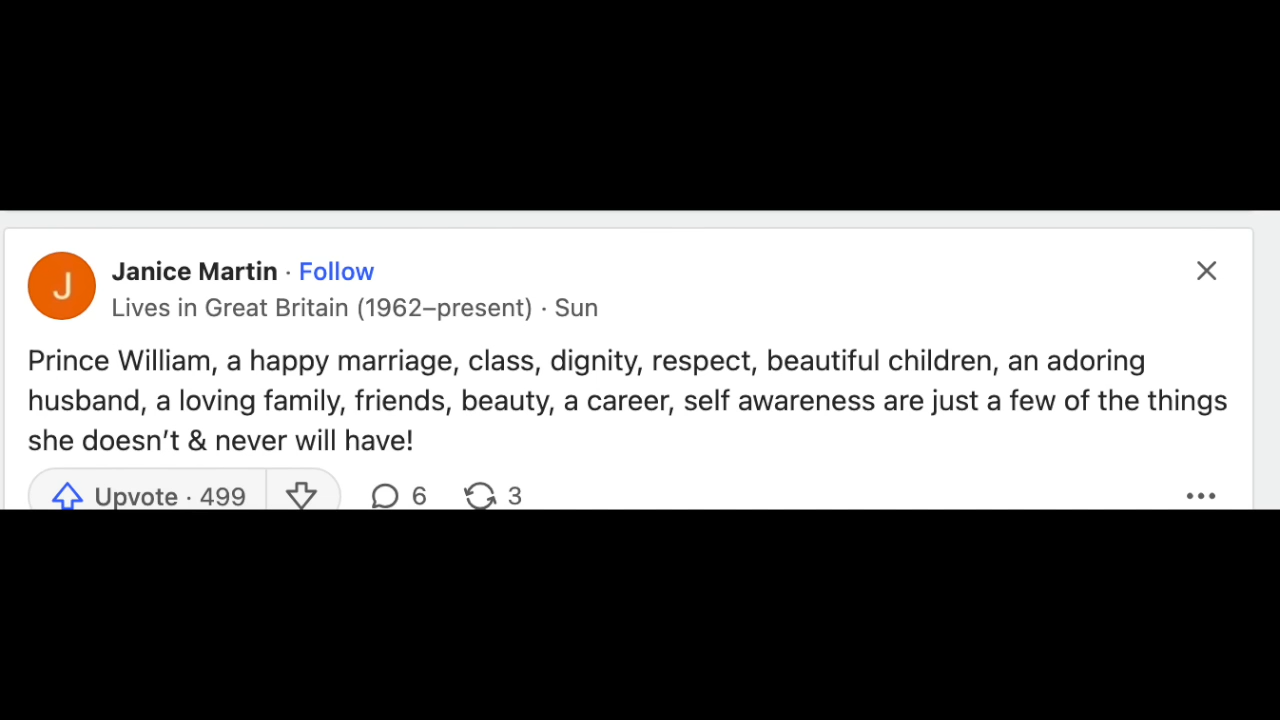 J
Janice Martin · Follow
Lives in Great Britain (1962–present) · Sun
Prince William, a happy marriage, class, dignity, respect, beautiful children, an adoring
husband, a loving family, friends, beauty, a career, self awareness are just a few of the things
she doesn’t & never will have!
Upvote · 499 6 3